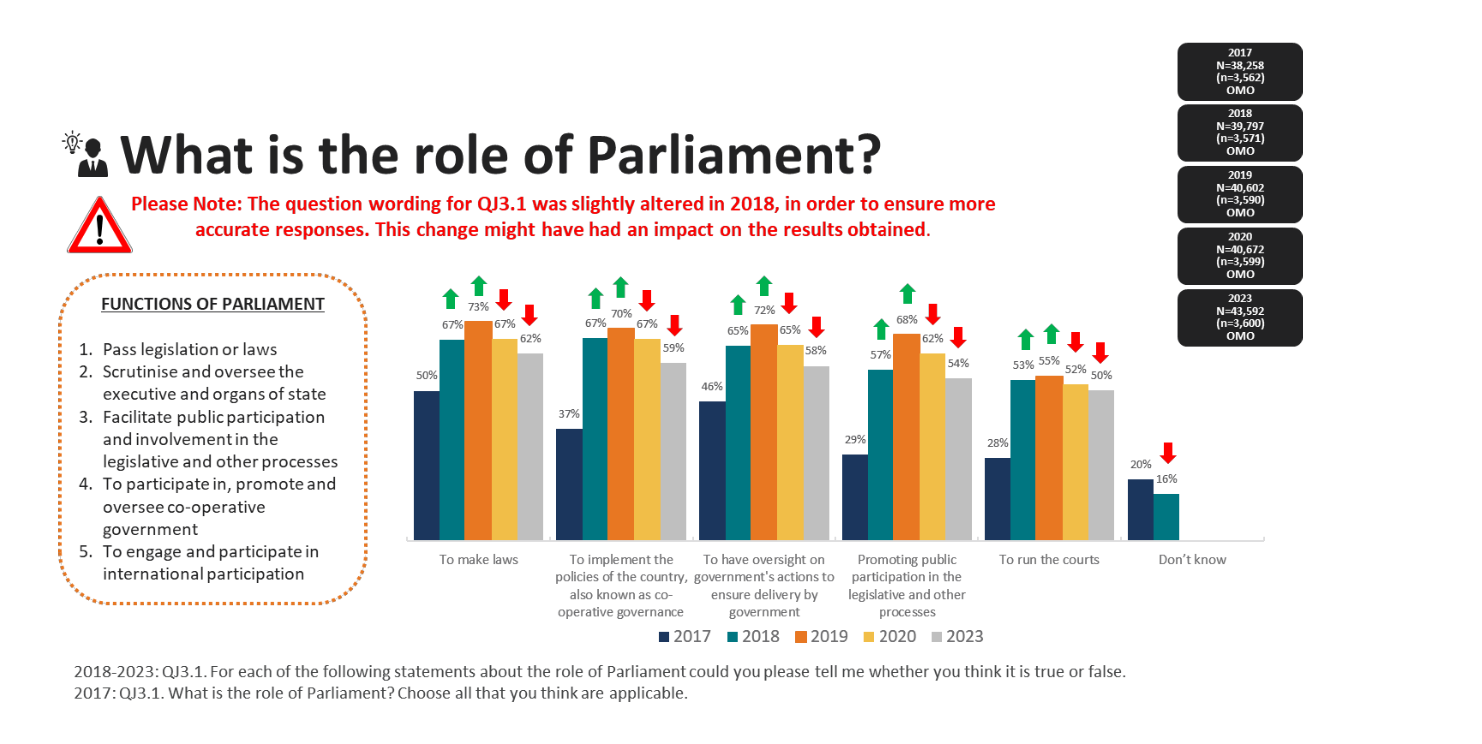 2017
N=38,258
(n=3,562)
OMO
2018
N=39,797
(n=3,571)
OMO
2019
N=40,602
(n=3,590)
OMO
2020
N=40,672
(n=3,599)
OMO
2023
N=43,592
(n=3,600)
OMO
What is the role of Parliament?
Please Note: The question wording for QJ3.1 was slightly altered in 2018, in order to ensure more
accurate responses. This change might have had an impact on the results obtained.
FUNCTIONS OF PARLIAMENT
1. Pass legislation or laws
2. Scrutinise and oversee the
executive and organs of state
3. Facilitate public participation
and involvement in the
legislative and other processes
4. To participate in, promote and
oversee co-operative
government
5. To engage and participate in
international participation
50% 67% 73% 67% 62%
37% 67% 70% 67% 59%
46% 65% 72% 65% 58%
29% 57% 68% 62% 54%
28% 53% 55% 52% 50%
20% 16%
To make laws
To implement the
policies of the country,
also known as co-
operative governance
To have oversight on
government's actions to
ensure delivery by
government
Promoting public
participation in the
legislative and other
processes
To run the courts
Don't know
2017 2018 2019 2020 2023
2018-2023: QJ3.1. For each of the following statements about the role of Parliament could you please tell me whether you think it is true or false.
2017: QJ3.1. What is the role of Parliament? Choose all that you think are applicable.